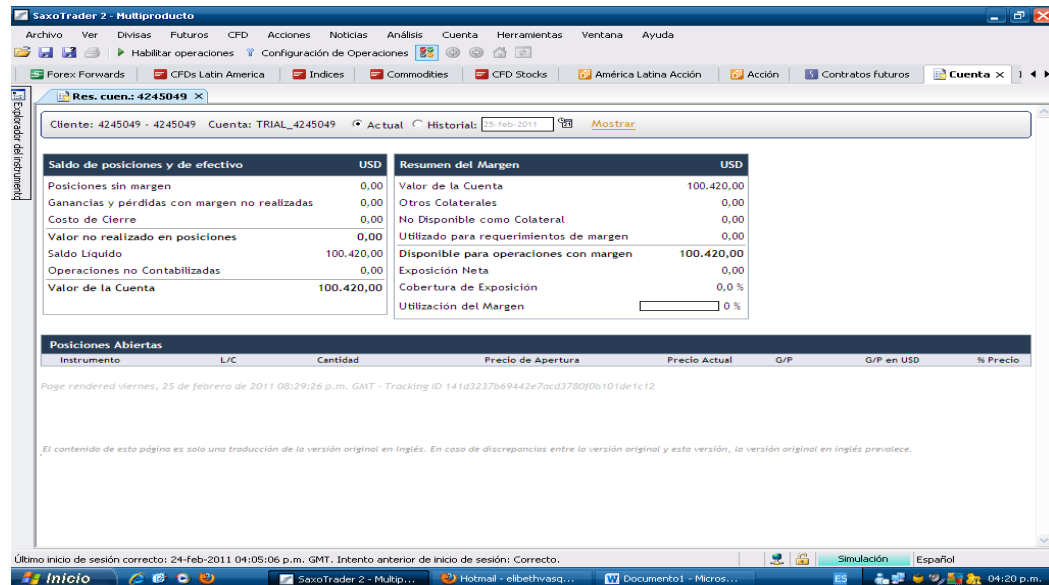 SaxoTrader 2 - Multiproducto
Archivo Ver Divisas Futuros CFD Acciones Noticias Análisis Cuenta Herramientas Ventana Ayuda
Habilitar operaciones Configuración de Operaciones
Forex Forwards CFDs Latin America Indices Commodities CFD Stocks América Latina Acción Acción Contratos futuros Cuenta
Explorador del instrumento
Res. cuen.: 4245049
Cliente: 4245049 - 4245049 Cuenta: TRIAL_4245049 Actual Historial: 25-feb-2011 Mostrar
Saldo de posiciones y de efectivo USD
Posiciones sin margen 0,00
Ganancias y pérdidas con margen no realizadas 0,00
Costo de Cierre 0,00
Valor no realizado en posiciones 0,00
Saldo Líquido 100.420,00
Operaciones no Contabilizadas 0,00
Valor de la Cuenta 100.420,00
Resumen del Margen USD
Valor de la Cuenta 100.420,00
Otros Colaterales 0,00
No Disponible como Colateral 0,00
Utilizado para requerimientos de margen 0,00
Disponible para operaciones con margen 100.420,00
Exposición Neta 0,00
Cobertura de Exposición 0,0 %
Utilización del Margen 0 %
Posiciones Abiertas
Instrumento L/C Cantidad Precio de Apertura Precio Actual G/P G/P en USD % Precio
Page rendered viernes, 25 de febrero de 2011 08:29:26 p.m. GMT - Tracking ID 141d3237b69442e7acd3780f0b101de1c12
El contenido de esta página es solo una traducción de la versión original en Inglés. En caso de discrepancias entre la versión original y esta versión, la versión original en inglés prevalece.
Último inicio de sesión correcto: 24-feb-2011 04:05:06 p.m. GMT. Intento anterior de inicio de sesión: Correcto. Simulación Español
Inicio SaxoTrader 2 - Multip... Hotmail - elibethvasq... Documento1 - Micros... ES 04:20 p.m.